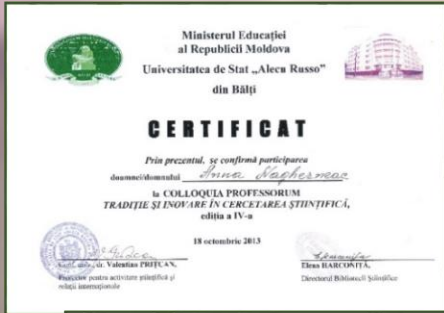 Ministerul Educației
al Republicii Moldova
Universitatea de Stat „Alecu Russo”
din Bălți
CERTIFICAT
Prin prezentul, se confirmă participarea
doamnei/domnului Anna Nagherneac
la COLLOQUIA PROFESSORUM
TRADIȚIE ȘI INOVARE ÎN CERCETAREA ȘTIINȚIFICĂ,
ediția a IV-a
18 octombrie 2013
dr. Valentina PRIȚCAN,
pentru activitate științifică și
relații internaționale
Elena HARCONIȚA,
Directorul Bibliotecii Științifice